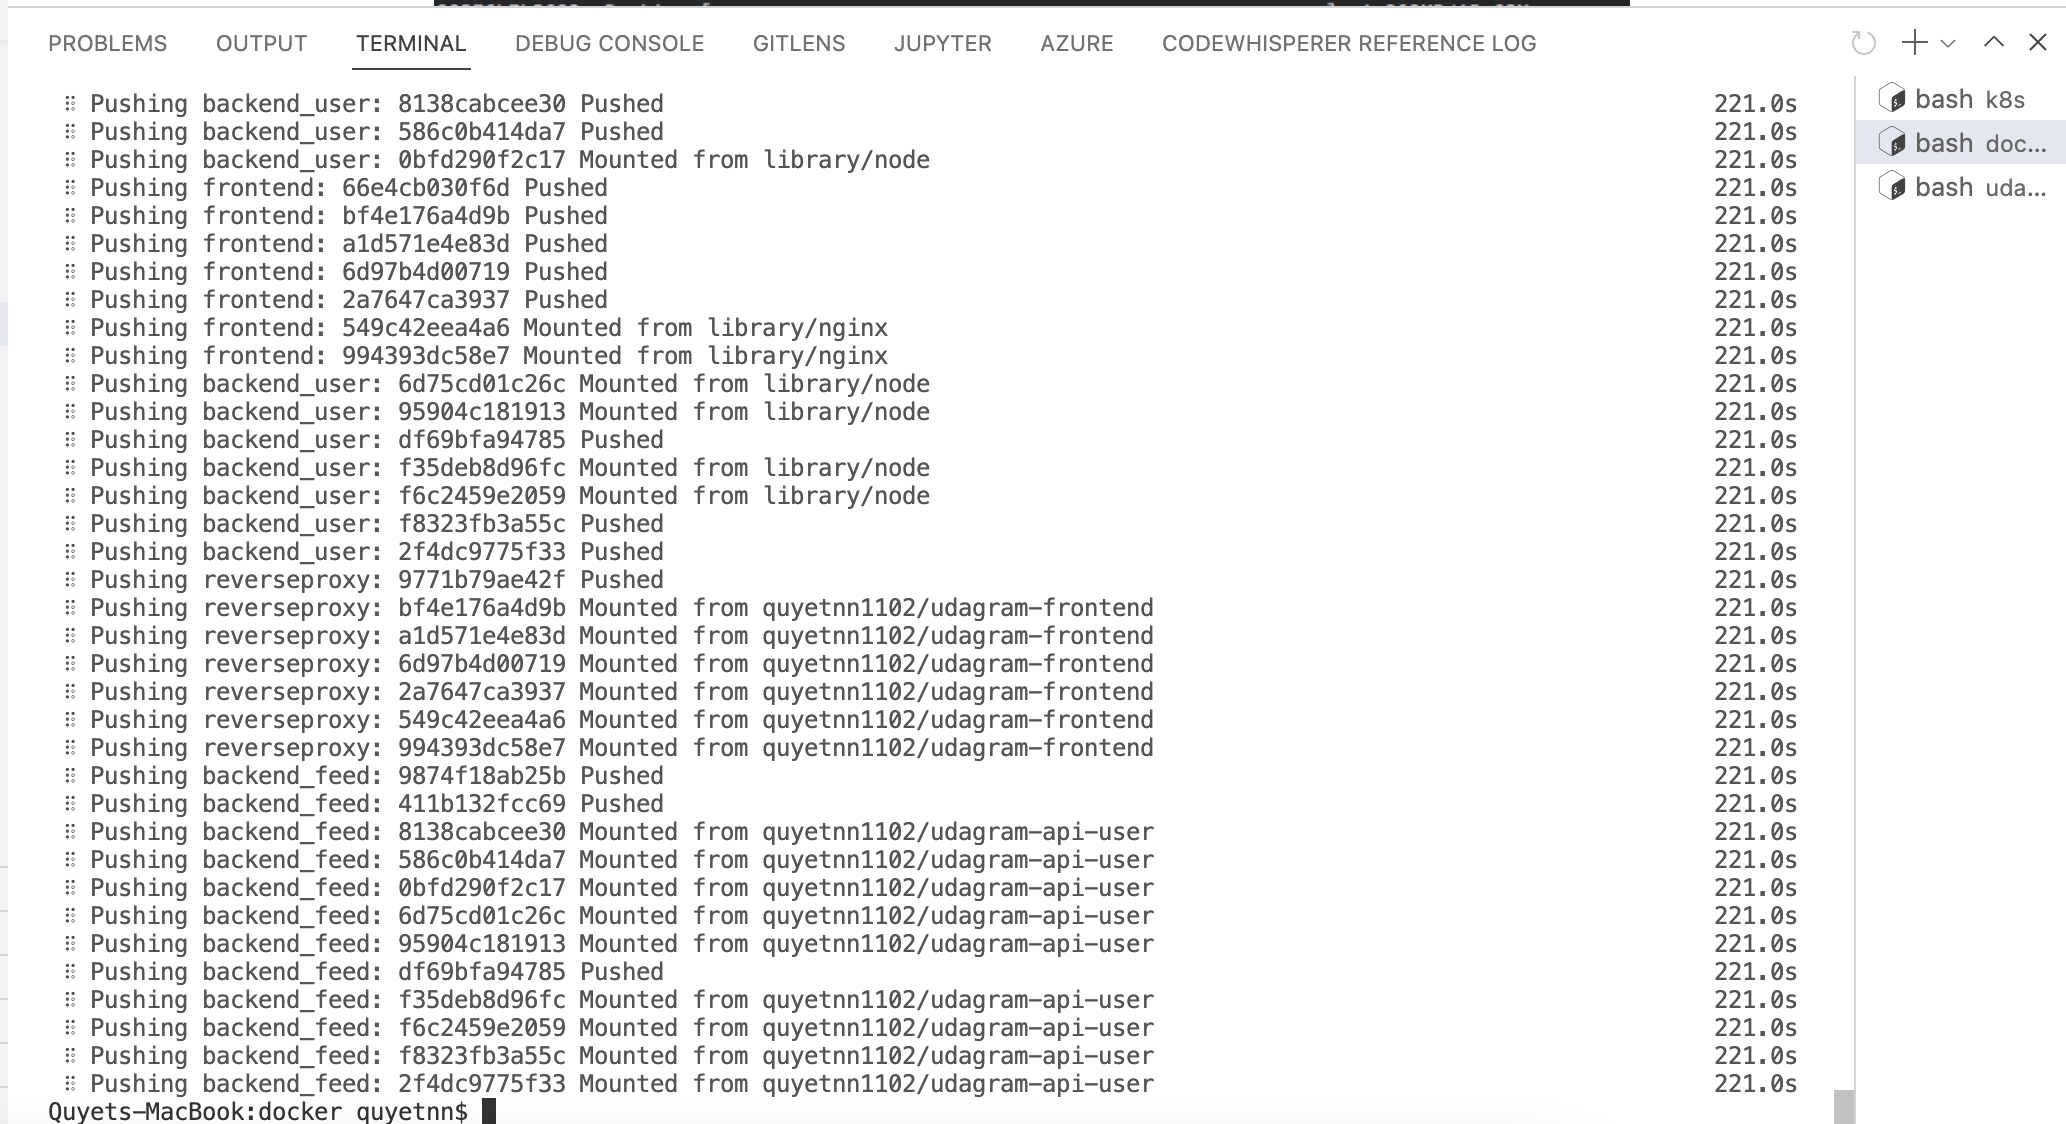 PROBLEMS OUTPUT TERMINAL DEBUG CONSOLE GITLENS JUPYTER AZURE CODEWHISPERER REFERENCE LOG
⠿ Pushing backend_user: 8138cabcee30 Pushed 221.0s
⠿ Pushing backend_user: 586c0b414da7 Pushed 221.0s
⠿ Pushing backend_user: 0bfd290f2c17 Mounted from library/node 221.0s
⠿ Pushing frontend: 66e4cb030f6d Pushed 221.0s
⠿ Pushing frontend: bf4e176a4d9b Pushed 221.0s
⠿ Pushing frontend: a1d571e4e83d Pushed 221.0s
⠿ Pushing frontend: 6d97b4d00719 Pushed 221.0s
⠿ Pushing frontend: 2a7647ca3937 Pushed 221.0s
⠿ Pushing frontend: 549c42eea4a6 Mounted from library/nginx 221.0s
⠿ Pushing frontend: 994393dc58e7 Mounted from library/nginx 221.0s
⠿ Pushing backend_user: 6d75cd01c26c Mounted from library/node 221.0s
⠿ Pushing backend_user: 95904c181913 Mounted from library/node 221.0s
⠿ Pushing backend_user: df69bfa94785 Pushed 221.0s
⠿ Pushing backend_user: f35deb8d96fc Mounted from library/node 221.0s
⠿ Pushing backend_user: f6c2459e2059 Mounted from library/node 221.0s
⠿ Pushing backend_user: f8323fb3a55c Pushed 221.0s
⠿ Pushing backend_user: 2f4dc9775f33 Pushed 221.0s
⠿ Pushing reverseproxy: 9771b79ae42f Pushed 221.0s
⠿ Pushing reverseproxy: bf4e176a4d9b Mounted from quyetnn1102/udagram-frontend 221.0s
⠿ Pushing reverseproxy: a1d571e4e83d Mounted from quyetnn1102/udagram-frontend 221.0s
⠿ Pushing reverseproxy: 6d97b4d00719 Mounted from quyetnn1102/udagram-frontend 221.0s
⠿ Pushing reverseproxy: 2a7647ca3937 Mounted from quyetnn1102/udagram-frontend 221.0s
⠿ Pushing reverseproxy: 549c42eea4a6 Mounted from quyetnn1102/udagram-frontend 221.0s
⠿ Pushing reverseproxy: 994393dc58e7 Mounted from quyetnn1102/udagram-frontend 221.0s
⠿ Pushing backend_feed: 9874f18ab25b Pushed 221.0s
⠿ Pushing backend_feed: 411b132fcc69 Pushed 221.0s
⠿ Pushing backend_feed: 8138cabcee30 Mounted from quyetnn1102/udagram-api-user 221.0s
⠿ Pushing backend_feed: 586c0b414da7 Mounted from quyetnn1102/udagram-api-user 221.0s
⠿ Pushing backend_feed: 0bfd290f2c17 Mounted from quyetnn1102/udagram-api-user 221.0s
⠿ Pushing backend_feed: 6d75cd01c26c Mounted from quyetnn1102/udagram-api-user 221.0s
⠿ Pushing backend_feed: 95904c181913 Mounted from quyetnn1102/udagram-api-user 221.0s
⠿ Pushing backend_feed: df69bfa94785 Pushed 221.0s
⠿ Pushing backend_feed: f35deb8d96fc Mounted from quyetnn1102/udagram-api-user 221.0s
⠿ Pushing backend_feed: f6c2459e2059 Mounted from quyetnn1102/udagram-api-user 221.0s
⠿ Pushing backend_feed: f8323fb3a55c Mounted from quyetnn1102/udagram-api-user 221.0s
⠿ Pushing backend_feed: 2f4dc9775f33 Mounted from quyetnn1102/udagram-api-user 221.0s
Quyets-MacBook:docker quyetnn$
bash k8s
bash doc...
bash uda...